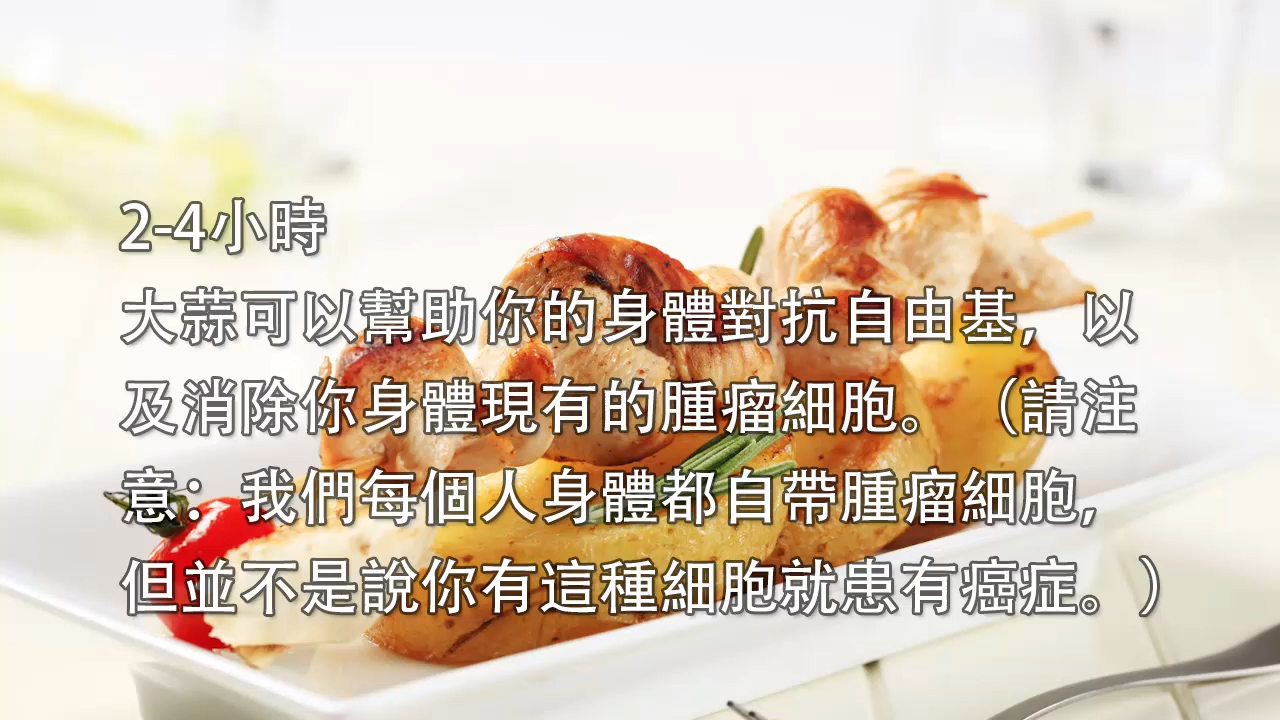 2-4小時
大蒜可以幫助你的身體對抗自由基，以
及消除你身體現有的腫瘤細胞。（請注
意：我們每個人身體都自帶腫瘤細胞，
但並不是說你有這種細胞就患有癌症。）